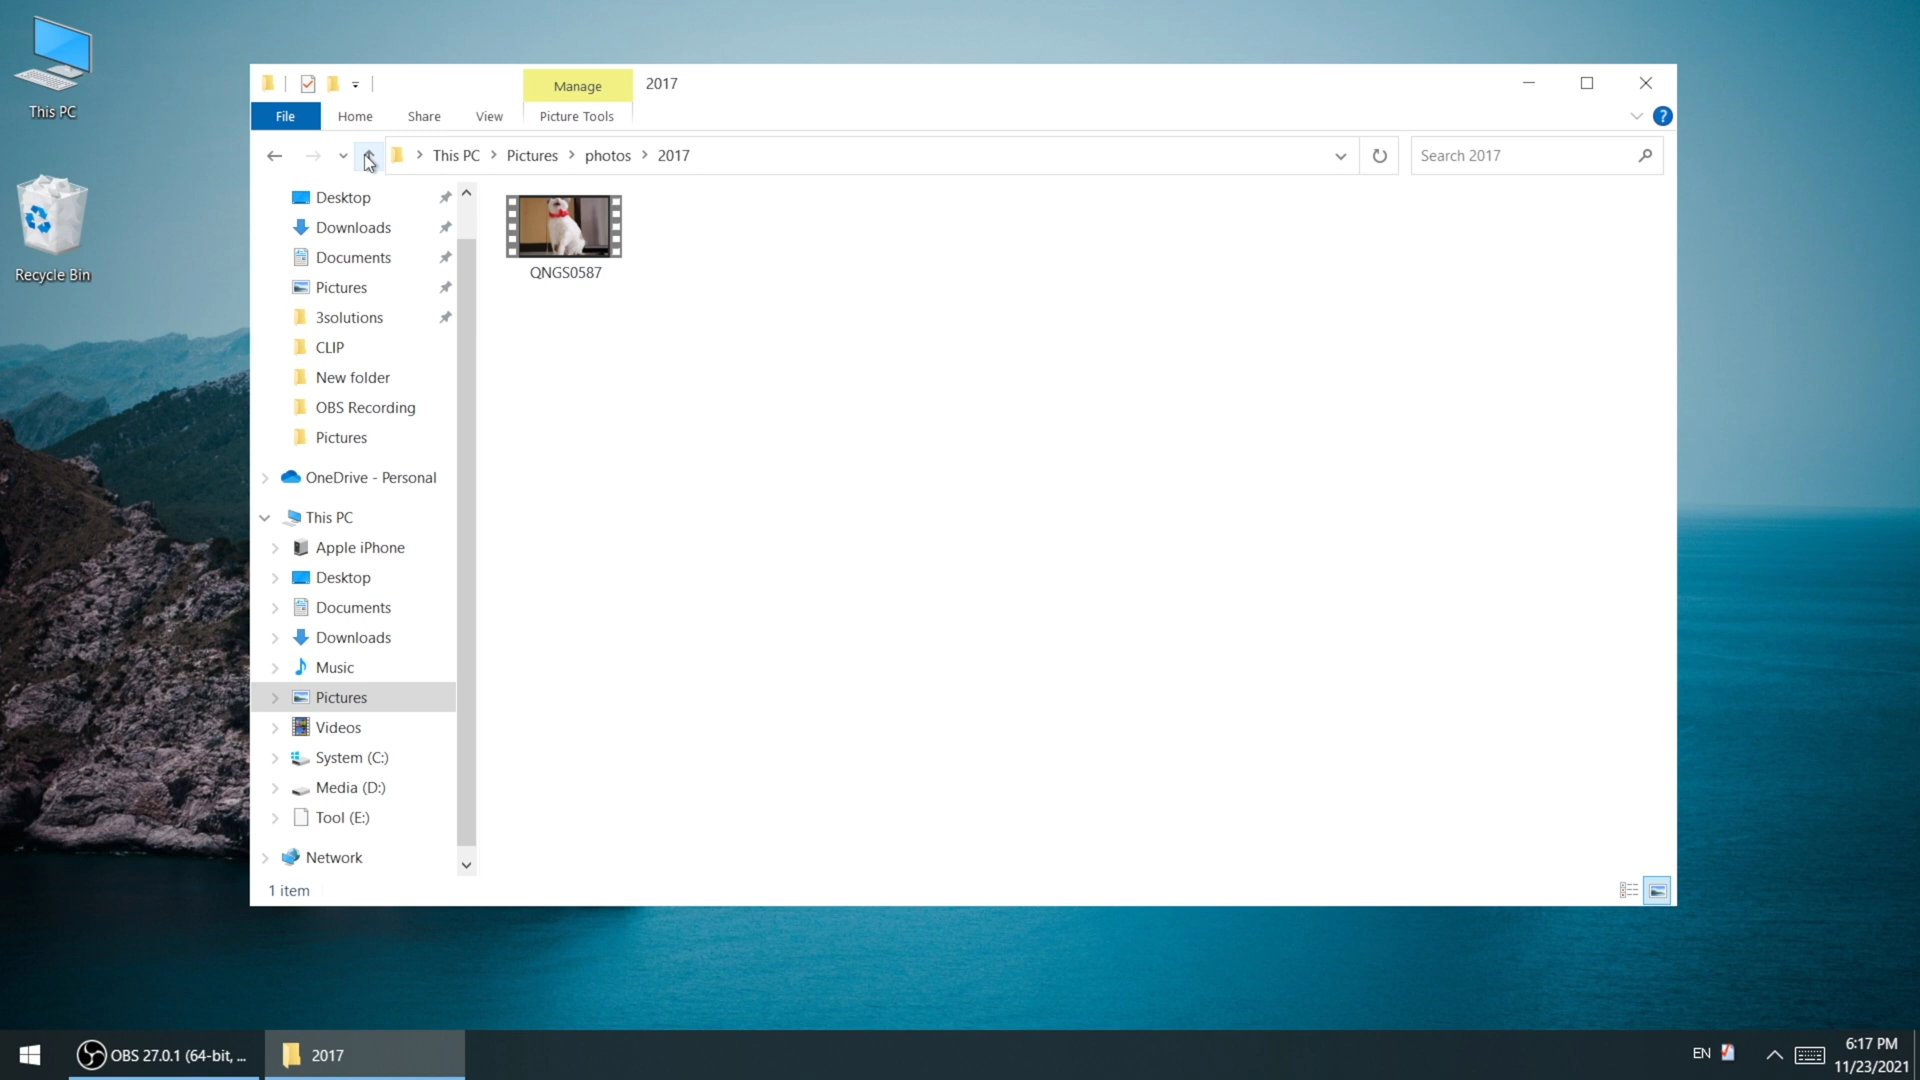 This PC
Recycle Bin
Manage
2017
File
Home
Share
View
Picture Tools
?
This PC
Pictures
photos
2017
Search 2017
Desktop
Downloads
Documents
Pictures
3solutions
CLIP
New folder
OBS Recording
Pictures
OneDrive - Personal
This PC
Apple iPhone
Desktop
Documents
Downloads
Music
Pictures
Videos
System (C:)
Media (D:)
Tool (E:)
Network
QNGS0587
1 item
OBS 27.0.1 (64-bit, ...
2017
EN
6:17 PM
11/23/2021